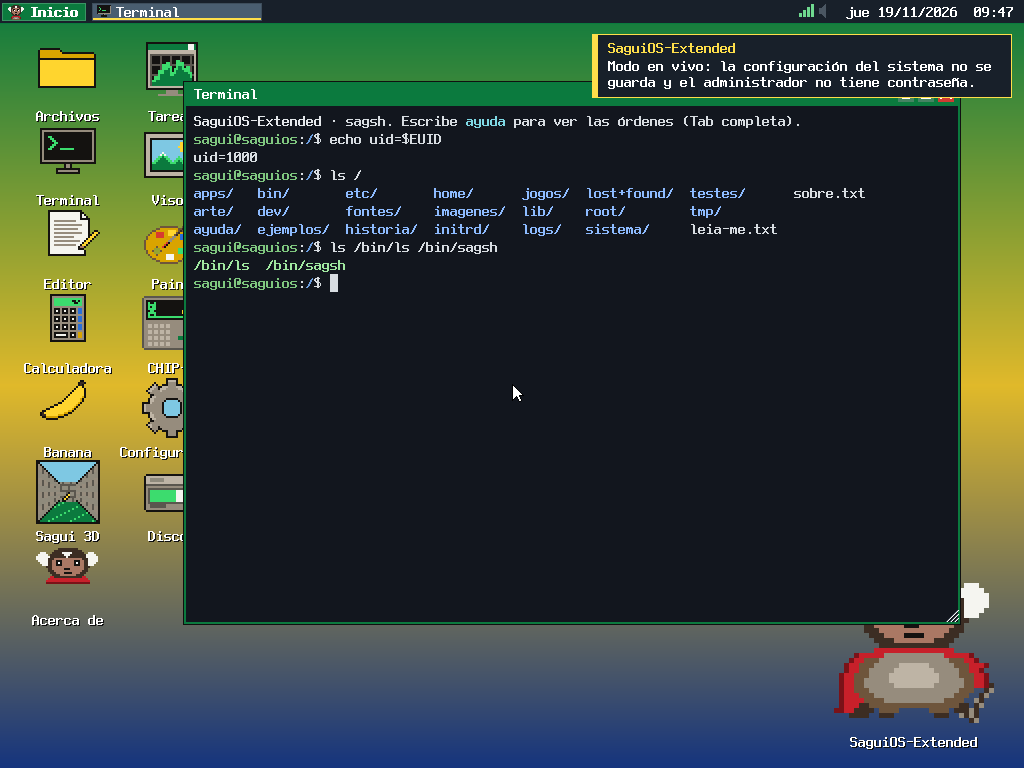 Inicio
Terminal
jue 19/11/2026 09:47
SaguiOS-Extended
Modo en vivo: la configuración del sistema no se
guarda y el administrador no tiene contraseña.
Archivos
Terminal
Editor
Calculadora
Banana
Sagui 3D
Acerca de
Terminal
SaguiOS-Extended · sagsh. Escribe ayuda para ver las órdenes (Tab completa).
sagui@saguios:/$ echo uid=$EUID
uid=1000
sagui@saguios:/$ ls /
apps/ bin/ etc/ home/ jogos/ lost+found/ testes/ sobre.txt
arte/ dev/ fontes/ imagenes/ lib/ root/ tmp/
ayuda/ ejemplos/ historia/ initrd/ logs/ sistema/ leia-me.txt
sagui@saguios:/$ ls /bin/ls /bin/sagsh
/bin/ls /bin/sagsh
sagui@saguios:/$
SaguiOS-Extended